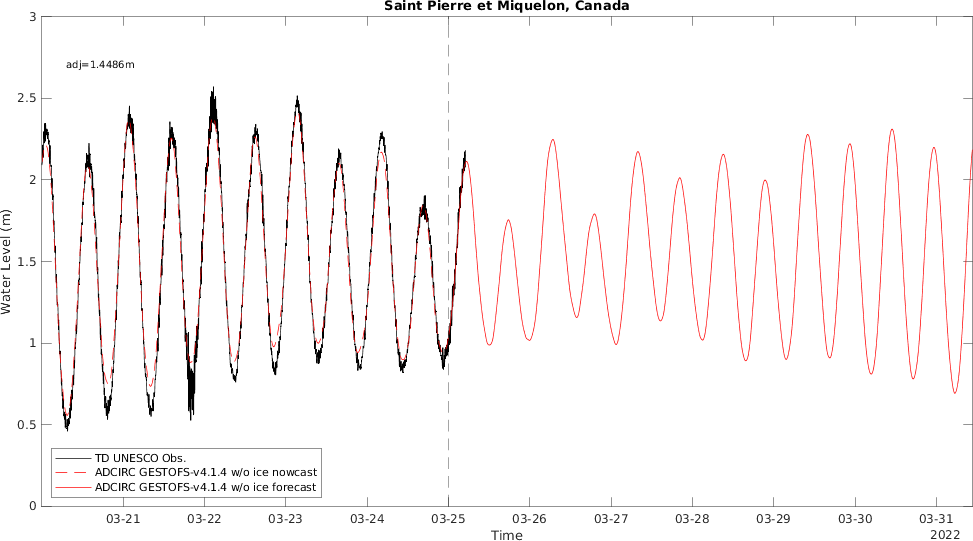 Saint Pierre et Miquelon, Canada
3
adj=1.4486m
2.5
2
1.5
1
0.5
0
Water Level (m)
TD UNESCO Obs.
ADCIRC GESTOFS-v4.1.4 w/o ice nowcast
ADCIRC GESTOFS-v4.1.4 w/o ice forecast
03-21 03-22 03-23 03-24 03-25 03-26 03-27 03-28 03-29 03-30 03-31
Time
2022